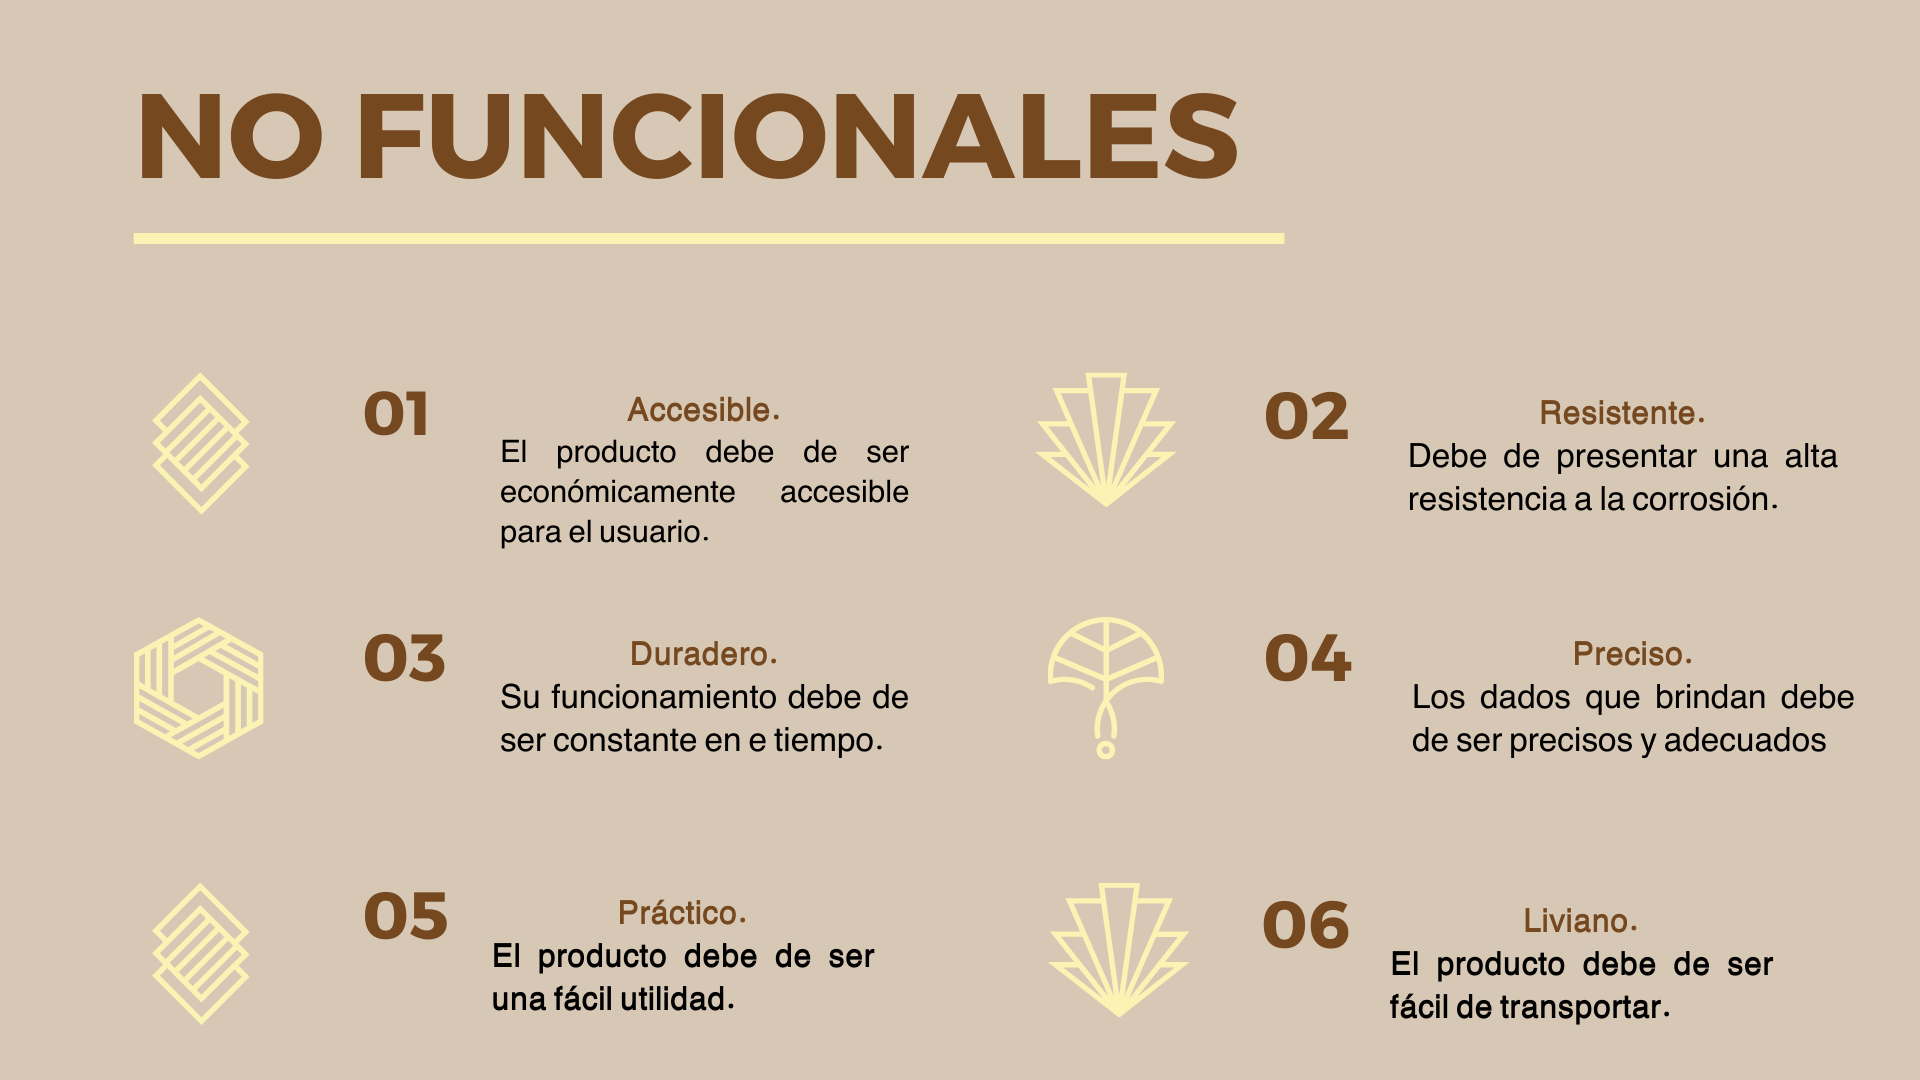 NO FUNCIONALES
01
Accesible.
El producto debe de ser
económicamente accesible
para el usuario.
02
Resistente.
Debe de presentar una alta
resistencia a la corrosión.
03
Duradero.
Su funcionamiento debe de
ser constante en e tiempo.
04
Preciso.
Los dados que brindan debe
de ser precisos y adecuados
05
Práctico.
El producto debe de ser
una fácil utilidad.
06
Liviano.
El producto debe de ser
fácil de transportar.